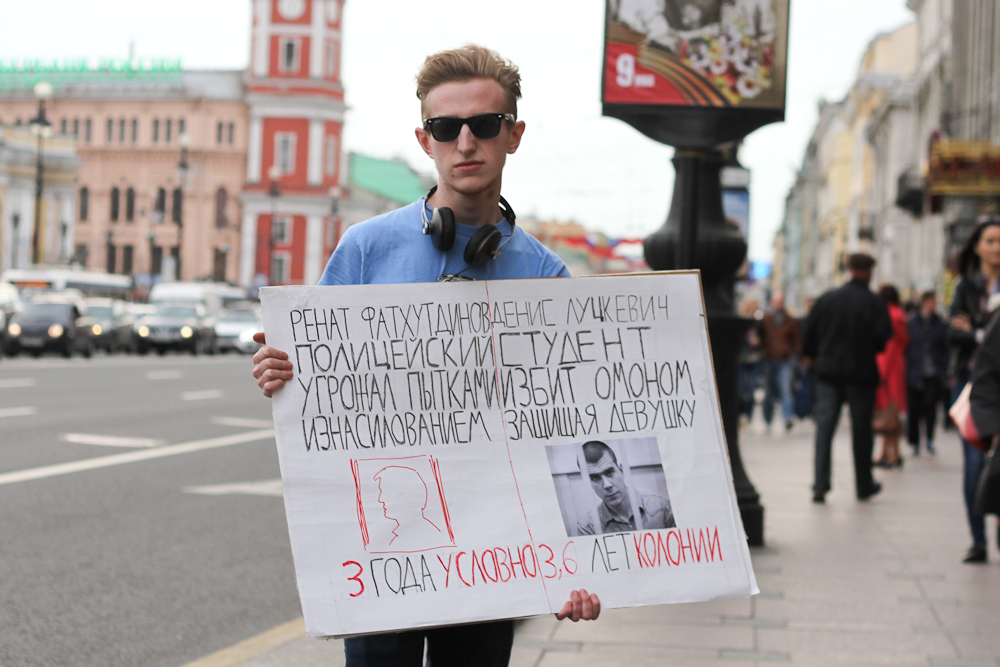 РЕНАТ ФАТХУТДИНОВ
ПОЛИЦЕЙСКИЙ
УГРОЖАЛ ПЫТКАМИ
ИЗНАСИЛОВАНИЕМ
3 ГОДА УСЛОВНО
ДЕНИС ЛУЦКЕВИЧ
СТУДЕНТ
ИЗБИТ ОМОНОМ
ЗАЩИЩАЯ ДЕВУШКУ
3,6 ЛЕТ КОЛОНИИ
9